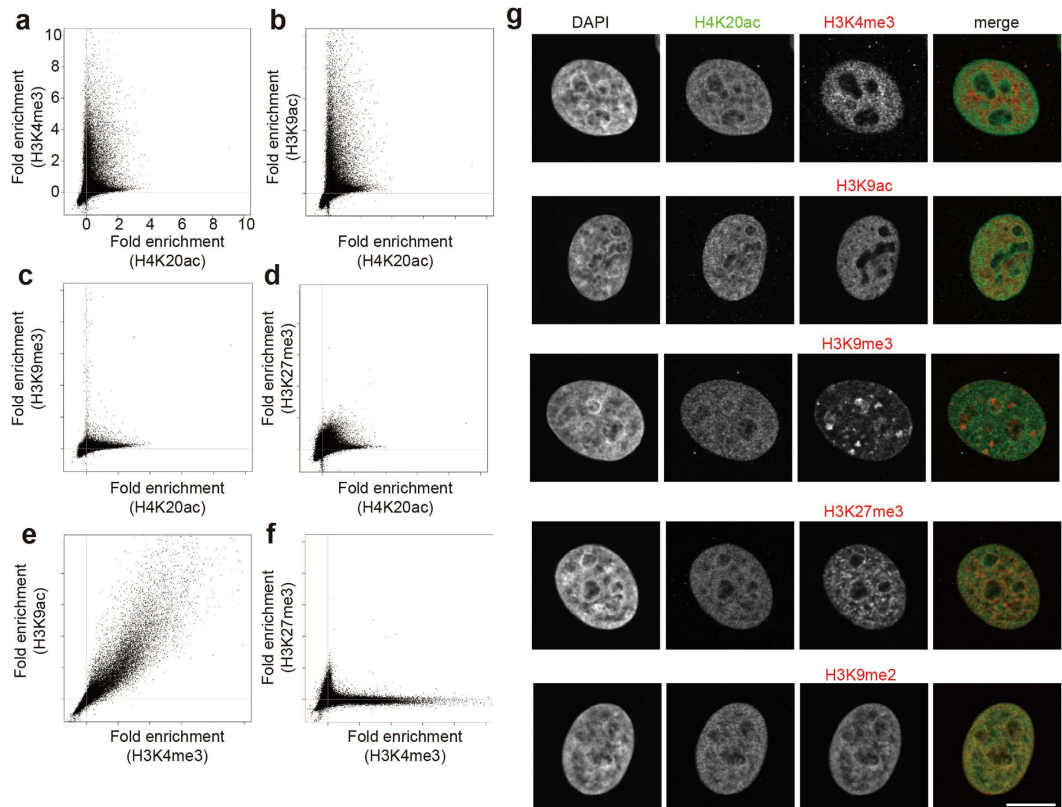 a
Fold enrichment
(H3K4me3)
10
8
6
4
2
0
0 2 4 6 8 10
Fold enrichment
(H4K20ac)
b
Fold enrichment
(H3K9ac)
Fold enrichment
(H4K20ac)
c
Fold enrichment
(H3K9me3)
Fold enrichment
(H4K20ac)
d
Fold enrichment
(H3K27me3)
Fold enrichment
(H4K20ac)
e
Fold enrichment
(H3K9ac)
Fold enrichment
(H3K4me3)
f
Fold enrichment
(H3K27me3)
Fold enrichment
(H3K4me3)
g
DAPI H4K20ac H3K4me3 merge
H3K9ac
H3K9me3
H3K27me3
H3K9me2